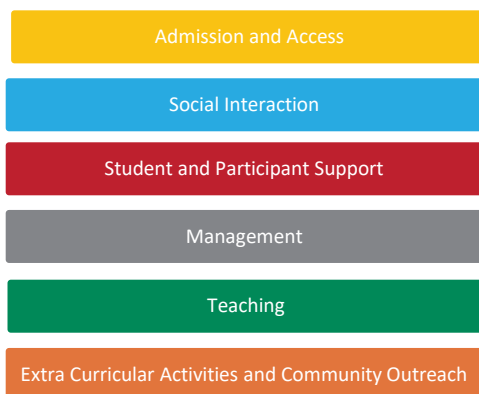 Admission and Access
Social Interaction
Student and Participant Support
Management
Teaching
Extra Curricular Activities and Community Outreach